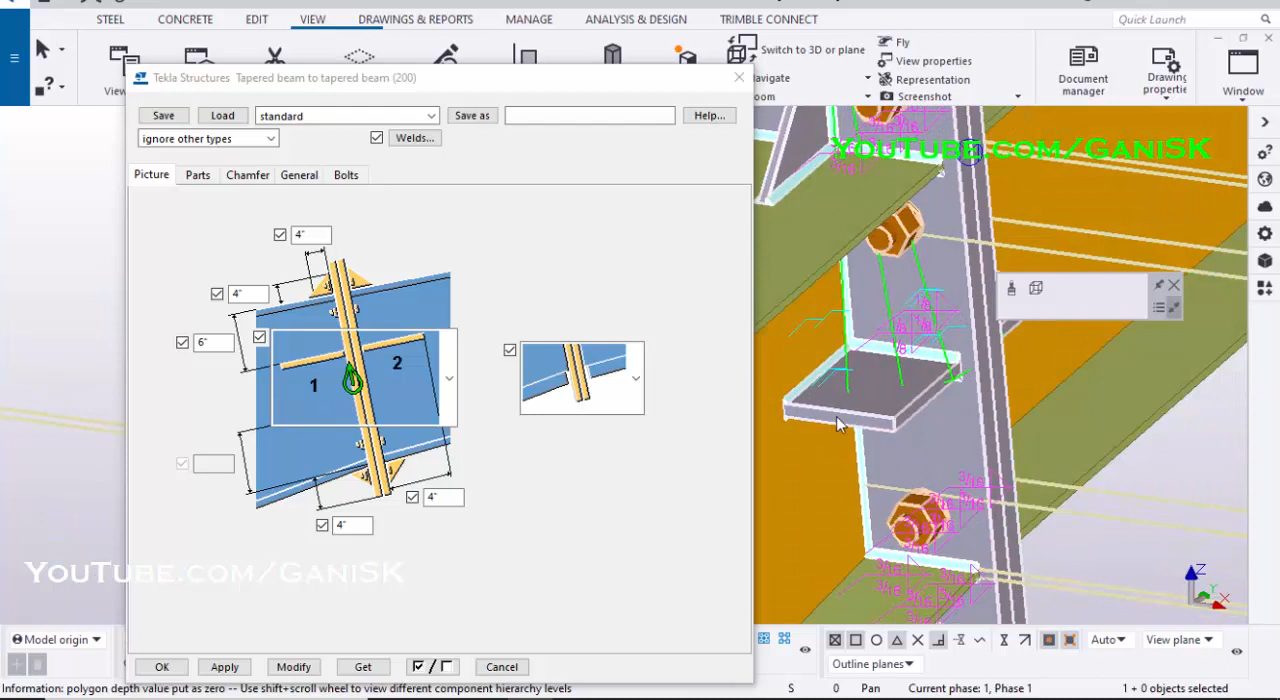 STEEL CONCRETE EDIT VIEW DRAWINGS & REPORTS MANAGE ANALYSIS & DESIGN TRIMBLE CONNECT Quick Launch
Switch to 3D or plane
Fly
View properties
Representation
Screenshot
Document manager
Drawing
Window
Tekla Structures Tapered beam to tapered beam (200)
Save Load standard Save as Help...
ignore other types Welds...
Picture Parts Chamfer General Bolts
4"
4"
6"
1
2
4"
4"
YouTube.com/GaniSK
YouTube.com/GaniSK
Z
Y
X
Model origin
Auto
View plane
Outline planes
OK Apply Modify Get / Cancel
Information: polygon depth value put as zero -- Use shift+scroll wheel to view different component hierarchy levels
S 0 Pan Current phase: 1, Phase 1 1 + 0 objects selected